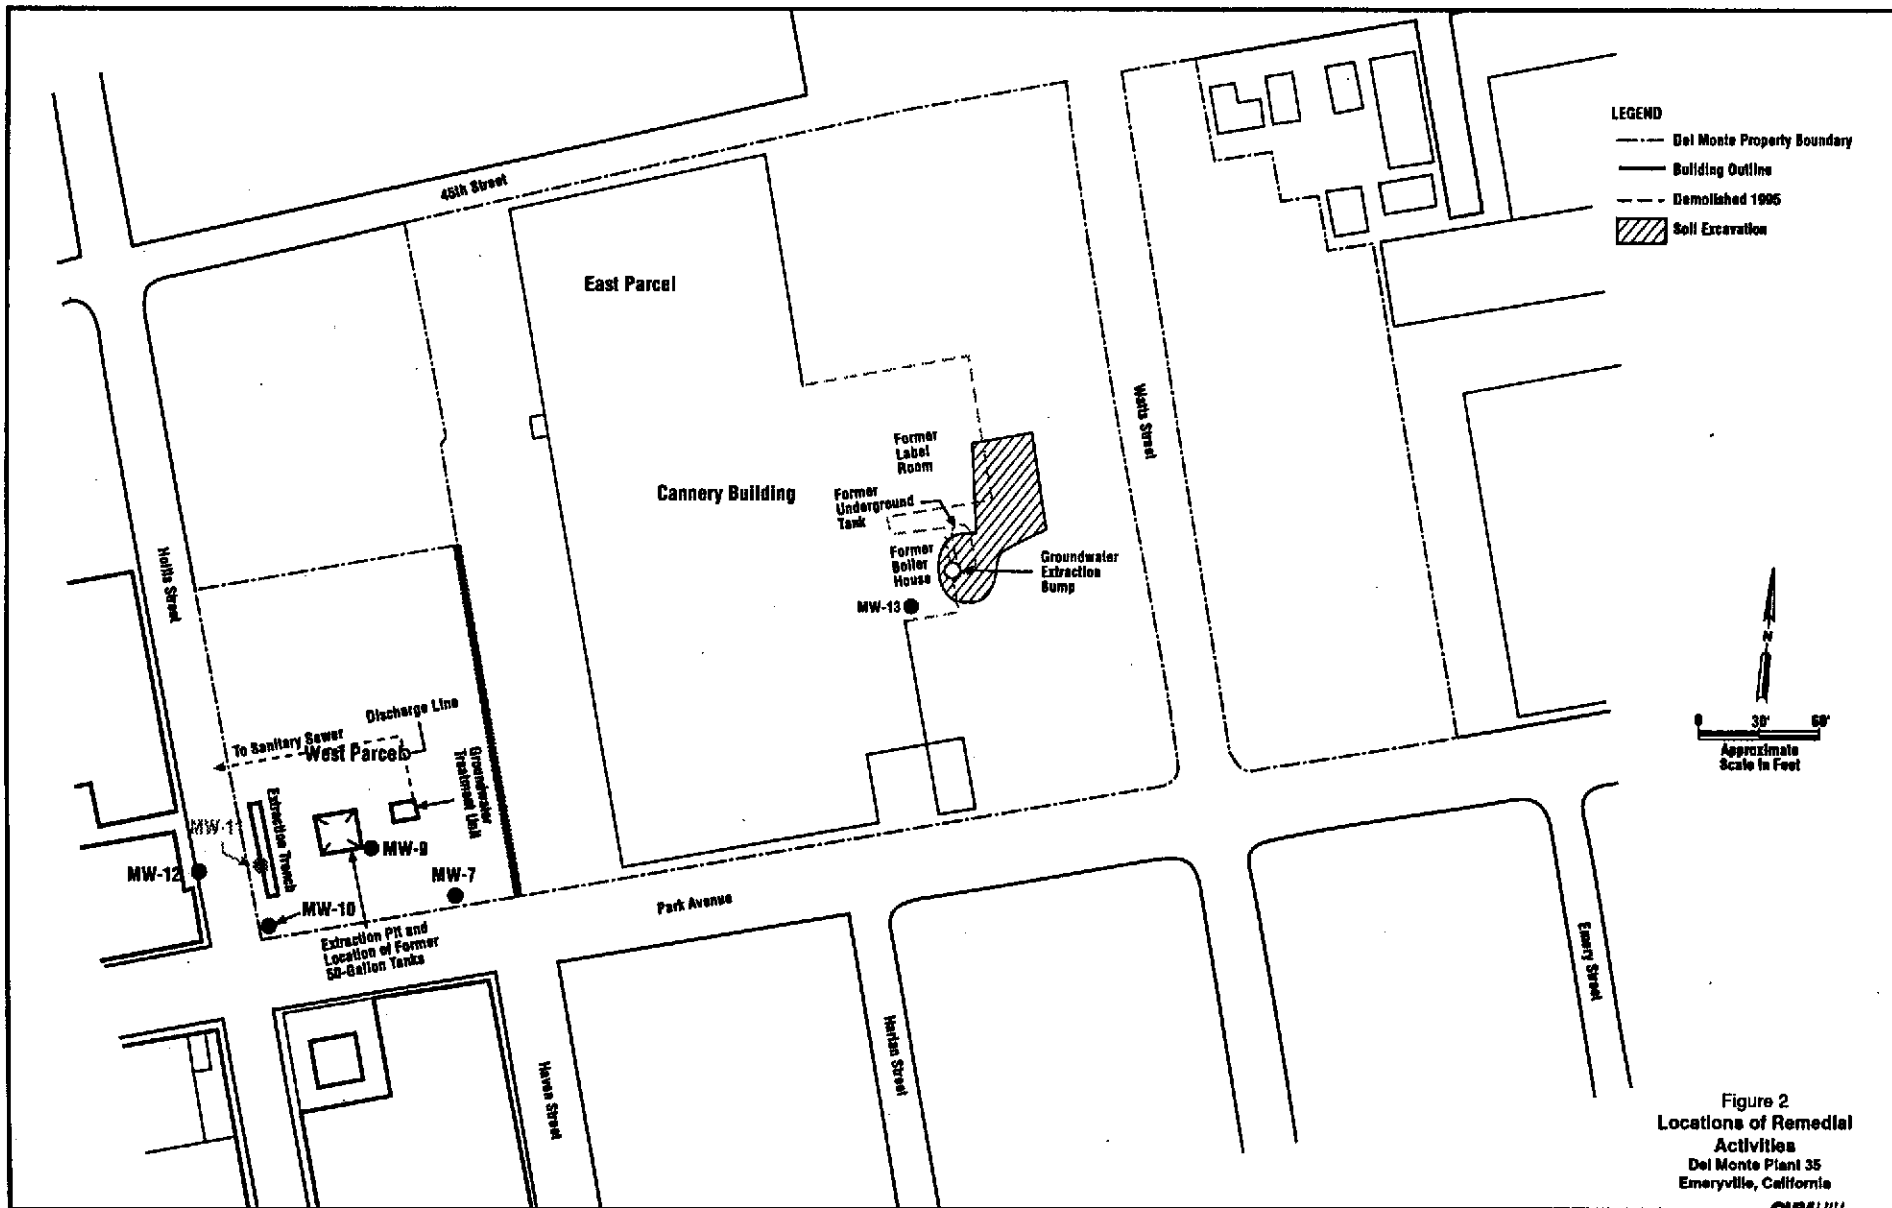 45th Street
East Parcel
LEGEND
Del Monte Property Boundary
Building Outline
Demolished 1995
Soil Excavation
Watts Street
Former
Label
Room
Cannery Building
Former
Underground
Tank
Former
Boiler
House
Groundwater
Extraction
Sump
MW-13
Hollis Street
N
0 30' 60'
Approximate
Scale in Feet
Discharge Line
To Sanitary Sewer
West Parcel
Groundwater
Treatment Unit
Extraction Trench
MW-11
MW-9
MW-12
MW-7
MW-10
Park Avenue
Extraction Pit and
Location of Former
50-Gallon Tanks
Emery Street
Harlan Street
Haven Street
Figure 2
Locations of Remedial
Activities
Del Monte Plant 35
Emeryville, California